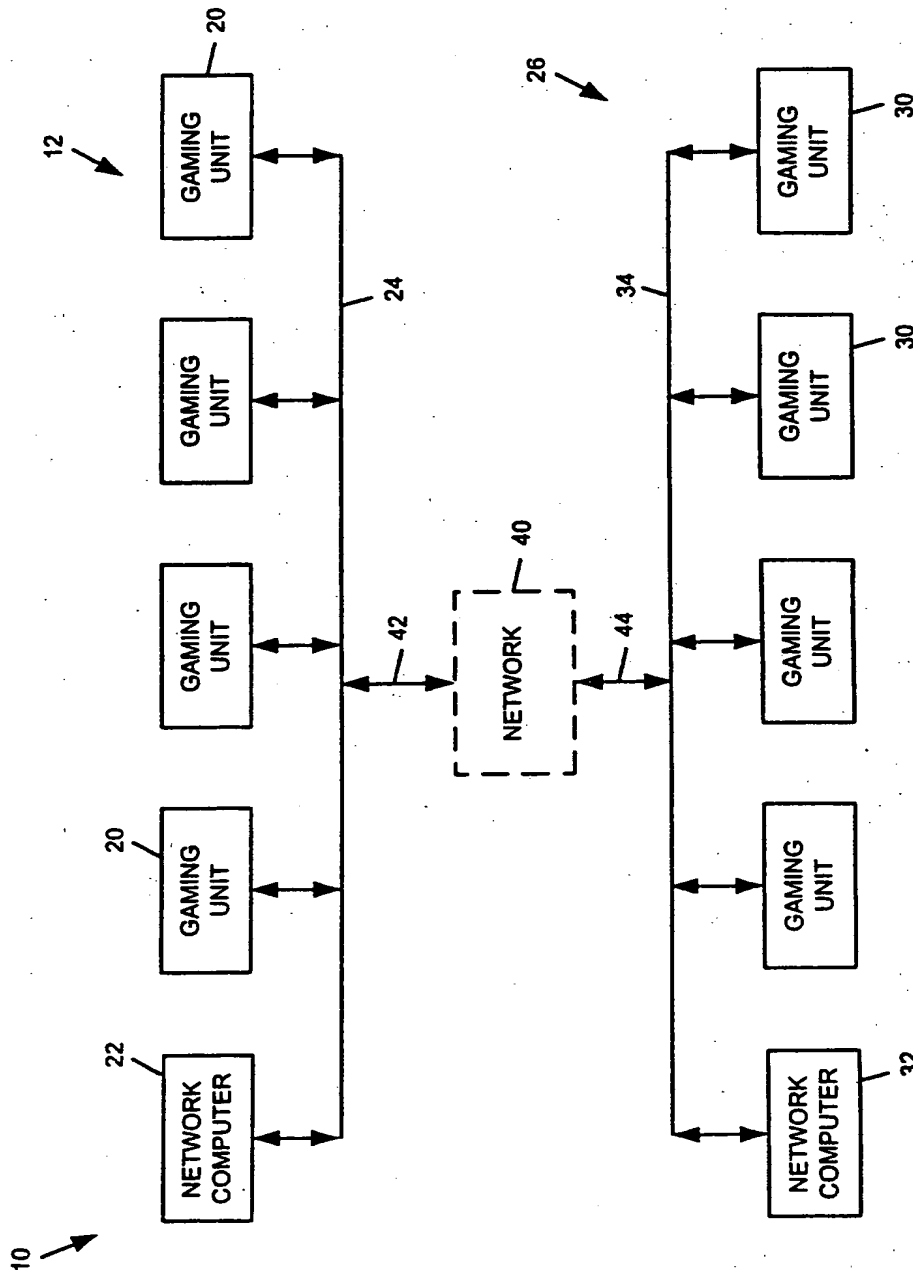 10
12
22
NETWORK
COMPUTER
20
GAMING
UNIT
GAMING
UNIT
GAMING
UNIT
20
GAMING
UNIT
24
42
40
NETWORK
44
26
34
32
NETWORK
COMPUTER
GAMING
UNIT
GAMING
UNIT
30
GAMING
UNIT
30
GAMING
UNIT